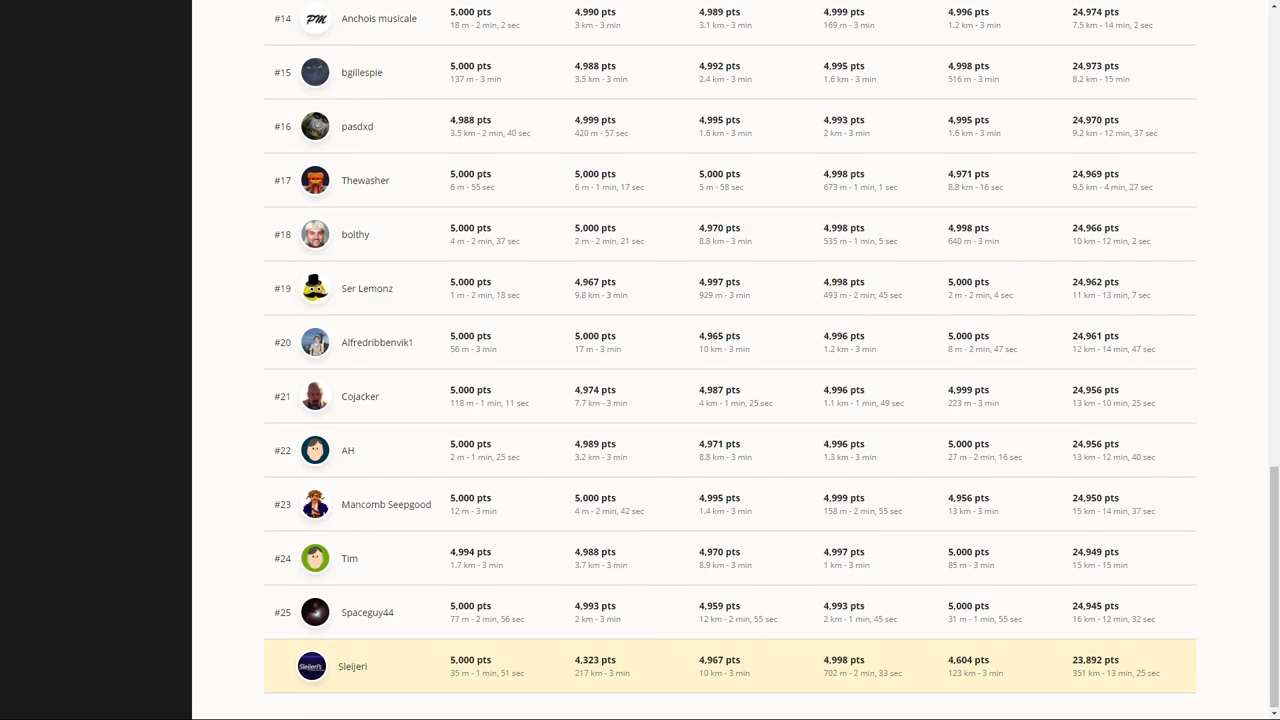 #14 PM Anchois musicale 5,000 pts 4,990 pts 4,989 pts 4,999 pts 4,996 pts 24,974 pts
18 m - 2 min, 2 sec 3 km - 3 min 3.1 km - 3 min 169 m - 3 min 1.2 km - 3 min 7.5 km - 14 min, 2 sec
#15 bgillespie 5,000 pts 4,988 pts 4,992 pts 4,995 pts 4,998 pts 24,973 pts
137 m - 3 min 3.5 km - 3 min 2.4 km - 3 min 1.6 km - 3 min 516 m - 3 min 8.2 km - 15 min
#16 pasdxd 4,988 pts 4,999 pts 4,995 pts 4,993 pts 4,995 pts 24,970 pts
3.5 km - 2 min, 40 sec 420 m - 57 sec 1.6 km - 3 min 2 km - 3 min 1.6 km - 3 min 9.2 km - 12 min, 37 sec
#17 Thewasher 5,000 pts 5,000 pts 5,000 pts 4,998 pts 4,971 pts 24,969 pts
6 m - 55 sec 6 m - 1 min, 17 sec 5 m - 58 sec 673 m - 1 min, 1 sec 8.8 km - 16 sec 9.5 km - 4 min, 27 sec
#18 bolthy 5,000 pts 5,000 pts 4,970 pts 4,998 pts 4,998 pts 24,966 pts
4 m - 2 min, 37 sec 2 m - 2 min, 21 sec 8.8 km - 3 min 535 m - 1 min, 5 sec 640 m - 3 min 10 km - 12 min, 2 sec
#19 Ser Lemonz 5,000 pts 4,967 pts 4,997 pts 4,998 pts 5,000 pts 24,962 pts
1 m - 2 min, 18 sec 9.8 km - 3 min 929 m - 3 min 493 m - 2 min, 45 sec 2 m - 2 min, 4 sec 11 km - 13 min, 7 sec
#20 Alfredribbenvik1 5,000 pts 5,000 pts 4,965 pts 4,996 pts 5,000 pts 24,961 pts
56 m - 3 min 17 m - 3 min 10 km - 3 min 1.2 km - 3 min 8 m - 2 min, 47 sec 12 km - 14 min, 47 sec
#21 Cojacker 5,000 pts 4,974 pts 4,987 pts 4,996 pts 4,999 pts 24,956 pts
118 m - 1 min, 11 sec 7.7 km - 3 min 4 km - 1 min, 25 sec 1.1 km - 1 min, 49 sec 223 m - 3 min 13 km - 10 min, 25 sec
#22 AH 5,000 pts 4,989 pts 4,971 pts 4,996 pts 5,000 pts 24,956 pts
2 m - 1 min, 25 sec 3.2 km - 3 min 8.8 km - 3 min 1.3 km - 3 min 27 m - 2 min, 16 sec 13 km - 12 min, 40 sec
#23 Mancomb Seepgood 5,000 pts 5,000 pts 4,995 pts 4,999 pts 4,956 pts 24,950 pts
12 m - 3 min 4 m - 2 min, 42 sec 1.4 km - 3 min 158 m - 2 min, 55 sec 13 km - 3 min 15 km - 14 min, 37 sec
#24 Tim 4,994 pts 4,988 pts 4,970 pts 4,997 pts 5,000 pts 24,949 pts
1.7 km - 3 min 3.7 km - 3 min 8.9 km - 3 min 1 km - 3 min 85 m - 3 min 15 km - 15 min
#25 Spaceguy44 5,000 pts 4,993 pts 4,959 pts 4,993 pts 5,000 pts 24,945 pts
77 m - 2 min, 56 sec 2 km - 3 min 12 km - 2 min, 55 sec 2 km - 1 min, 45 sec 31 m - 1 min, 55 sec 16 km - 12 min, 32 sec
Sleijeri's Sleijeri 5,000 pts 4,323 pts 4,967 pts 4,998 pts 4,604 pts 23,892 pts
35 m - 1 min, 51 sec 217 km - 3 min 10 km - 3 min 702 m - 2 min, 33 sec 123 km - 3 min 351 km - 13 min, 25 sec